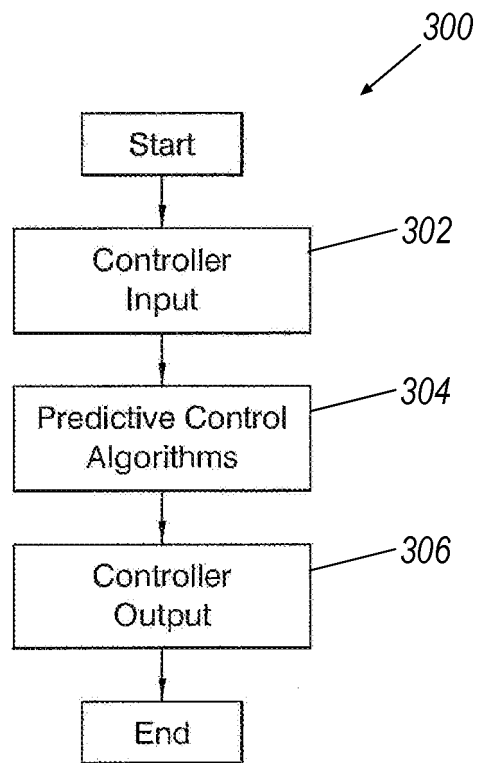 300
Start
302
Controller
Input
304
Predictive Control
Algorithms
306
Controller
Output
End